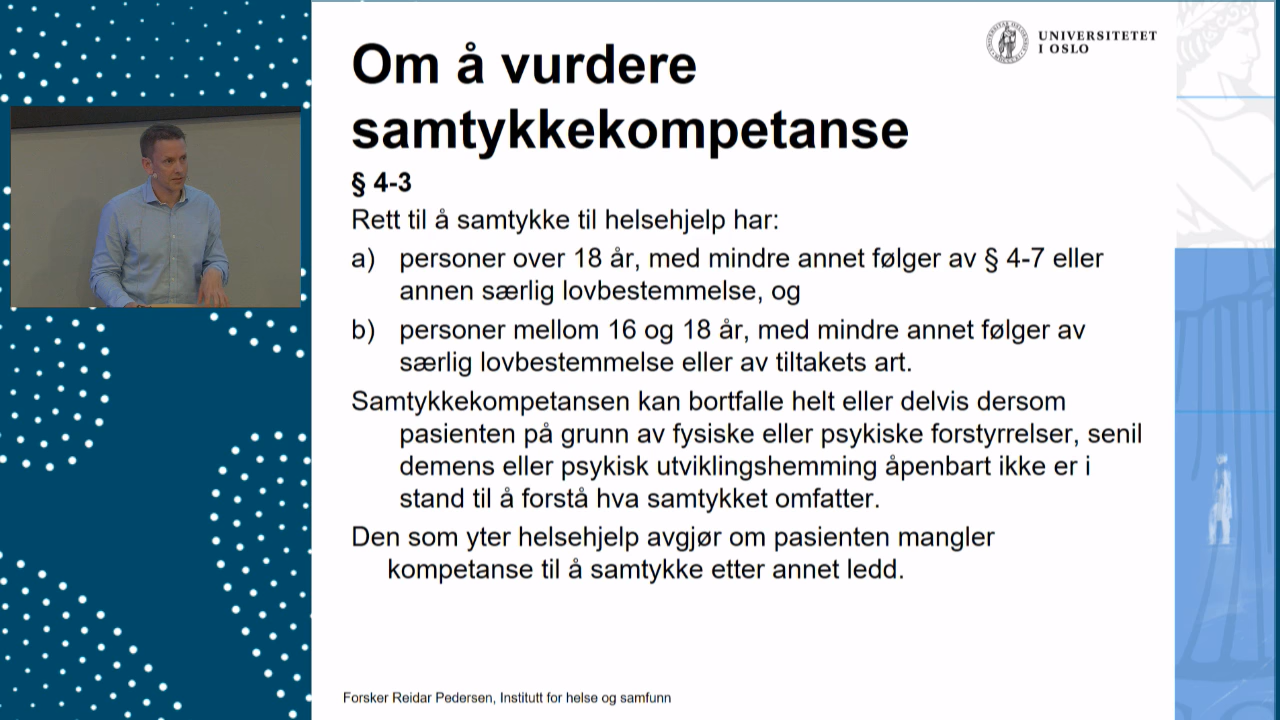 Om å vurdere
samtykkekompetanse
UNIVERSITETET
I OSLO
§ 4-3
Rett til å samtykke til helsehjelp har:
a) personer over 18 år, med mindre annet følger av § 4-7 eller
annen særlig lovbestemmelse, og
b) personer mellom 16 og 18 år, med mindre annet følger av
særlig lovbestemmelse eller av tiltakets art.
Samtykkekompetansen kan bortfalle helt eller delvis dersom
pasienten på grunn av fysiske eller psykiske forstyrrelser, senil
demens eller psykisk utviklingshemming åpenbart ikke er i
stand til å forstå hva samtykket omfatter.
Den som yter helsehjelp avgjør om pasienten mangler
kompetanse til å samtykke etter annet ledd.
Forsker Reidar Pedersen, Institutt for helse og samfunn